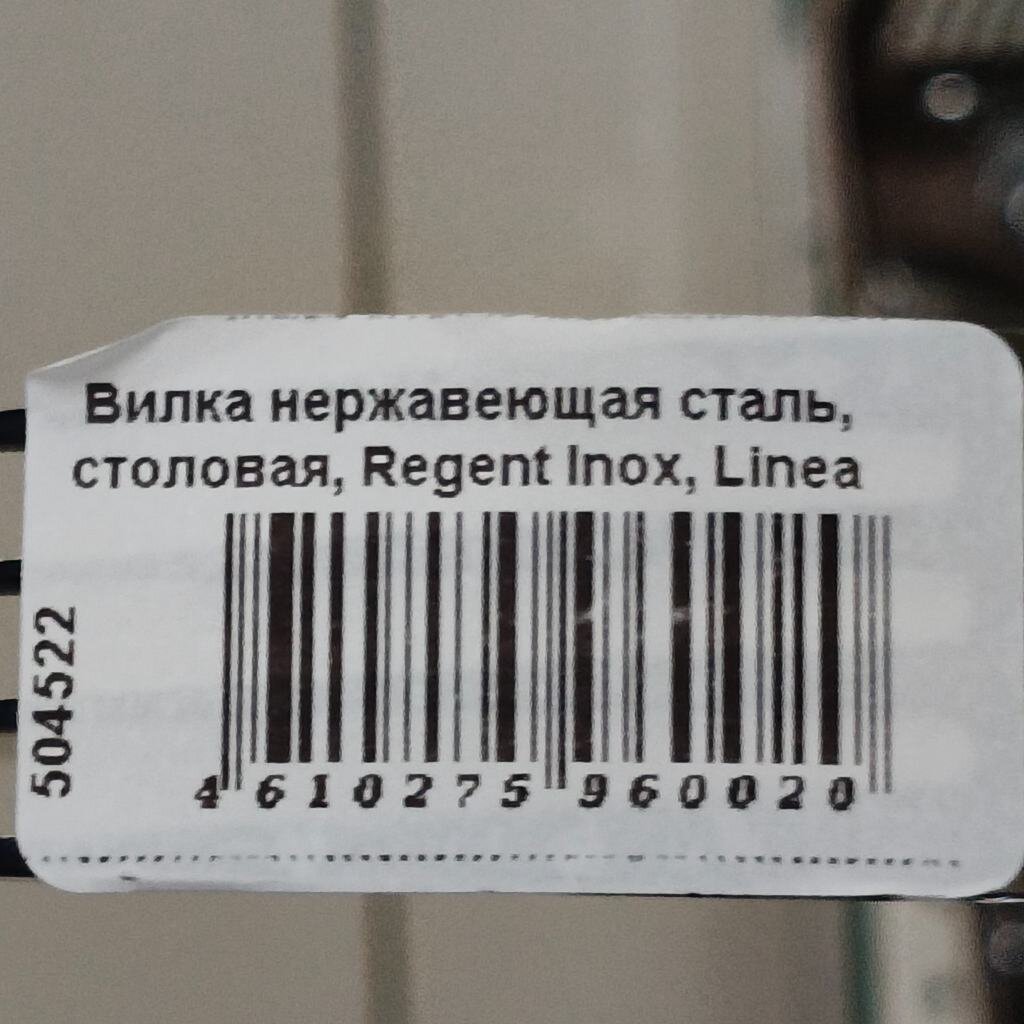 Вилка нержавеющая сталь,
столовая, Regent Inox, Linea
504522
4 610275 960020